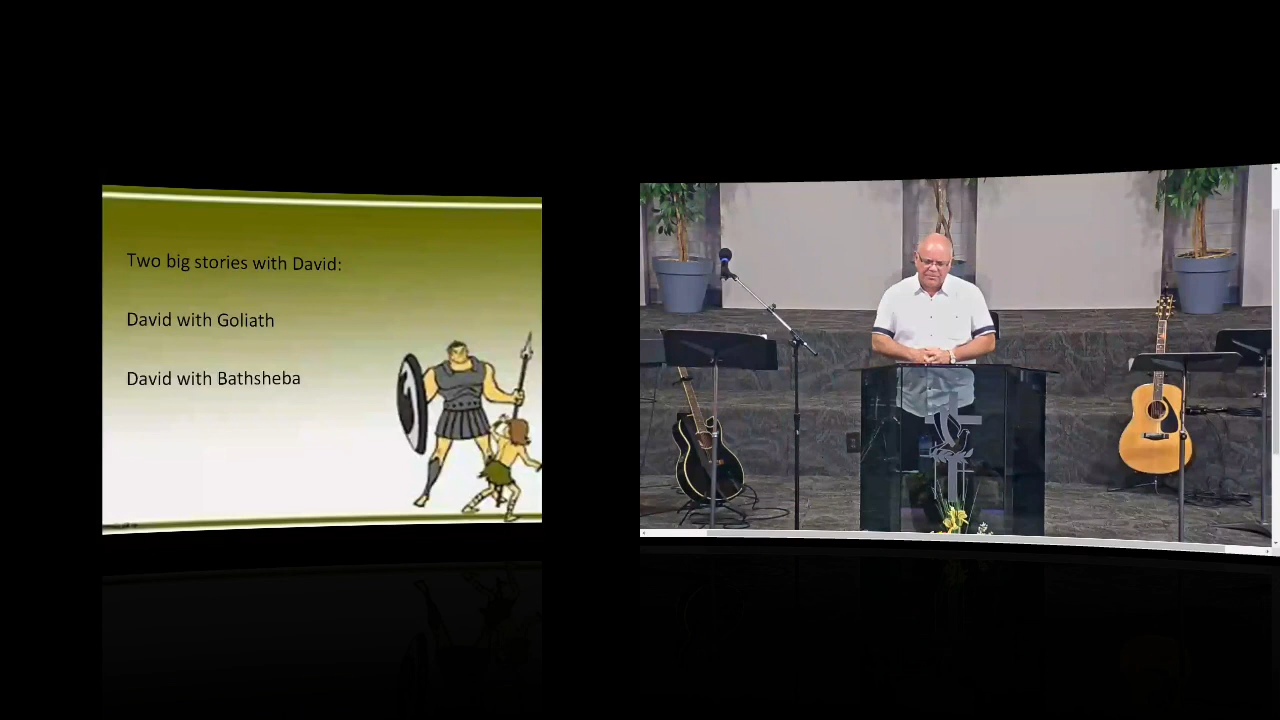 Two big stories with David:
David with Goliath
David with Bathsheba